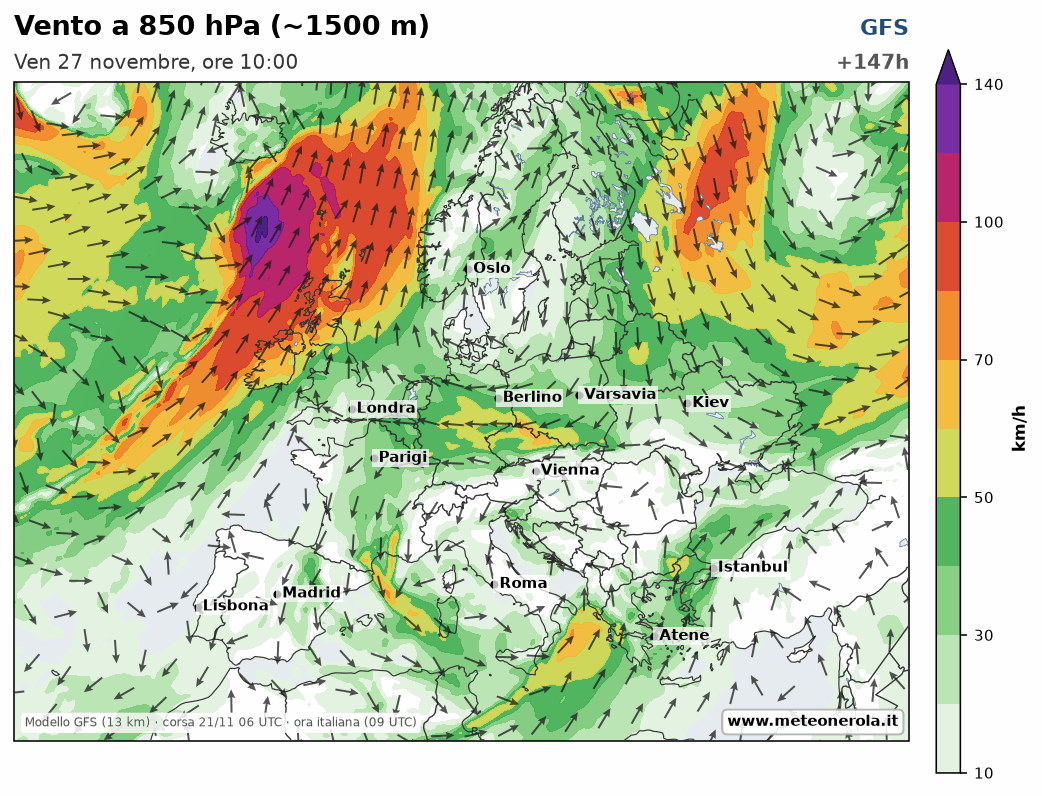 Vento a 850 hPa (~1500 m)
GFS
Ven 27 novembre, ore 10:00
+147h
140
100
70
50
30
10
km/h
Oslo
Berlino
Varsavia
Kiev
Londra
Parigi
Vienna
Istanbul
Roma
Madrid
Lisbona
Atene
Modello GFS (13 km) · corsa 21/11 06 UTC · ora italiana (09 UTC)
www.meteonerola.it